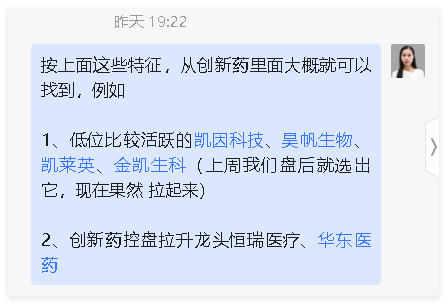 昨天 19:22
按上面这些特征，从创新药里面大概就可以
找到，例如
1、低位比较活跃的凯因科技、昊帆生物、
凯莱英、金凯生科（上周我们盘后就选出
它，现在果然 拉起来）
2、创新药控盘拉升龙头恒瑞医疗、华东医
药